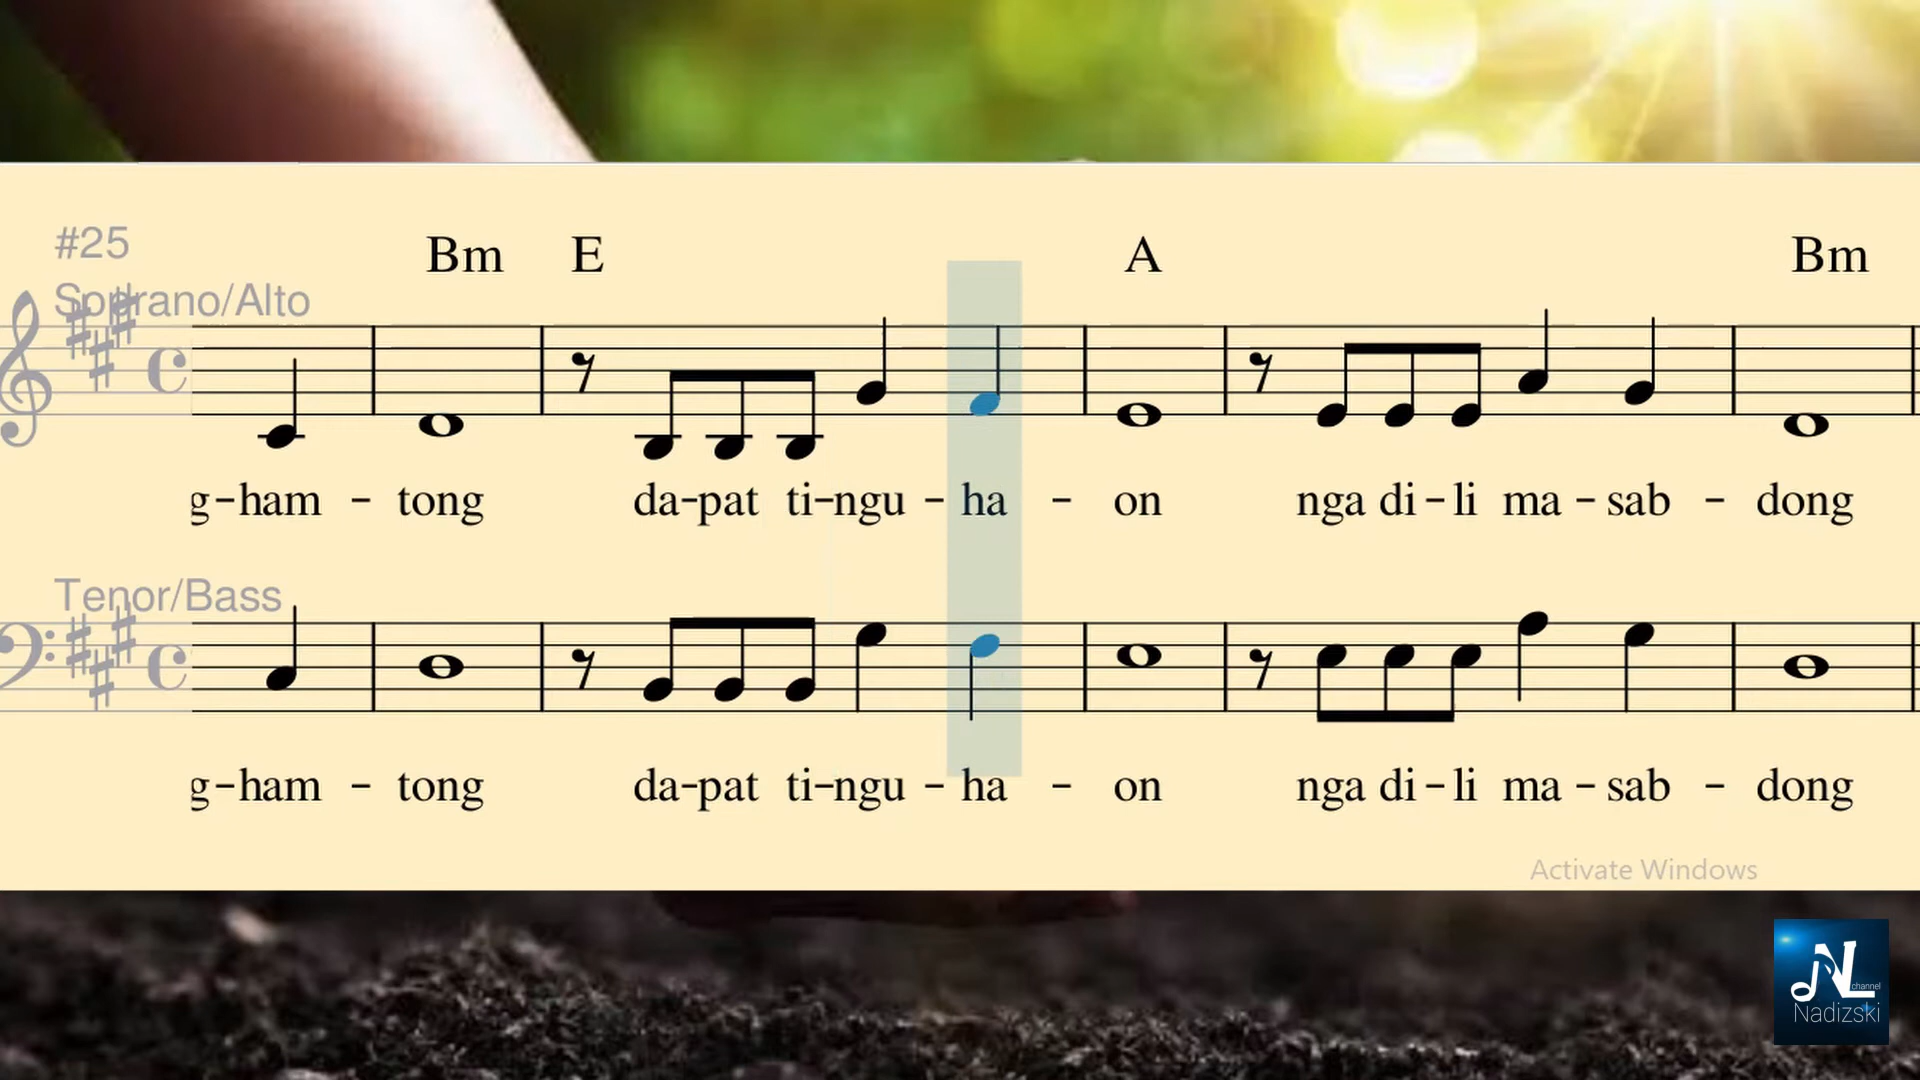 #25
Bm E A Bm
Soprano/Alto
g-ham - tong da-pat ti-ngu - ha - on nga di-li ma-sab - dong
Tenor/Bass
g-ham - tong da-pat ti-ngu - ha - on nga di-li ma-sab - dong
Activate Windows
NL
channel
Nadizski